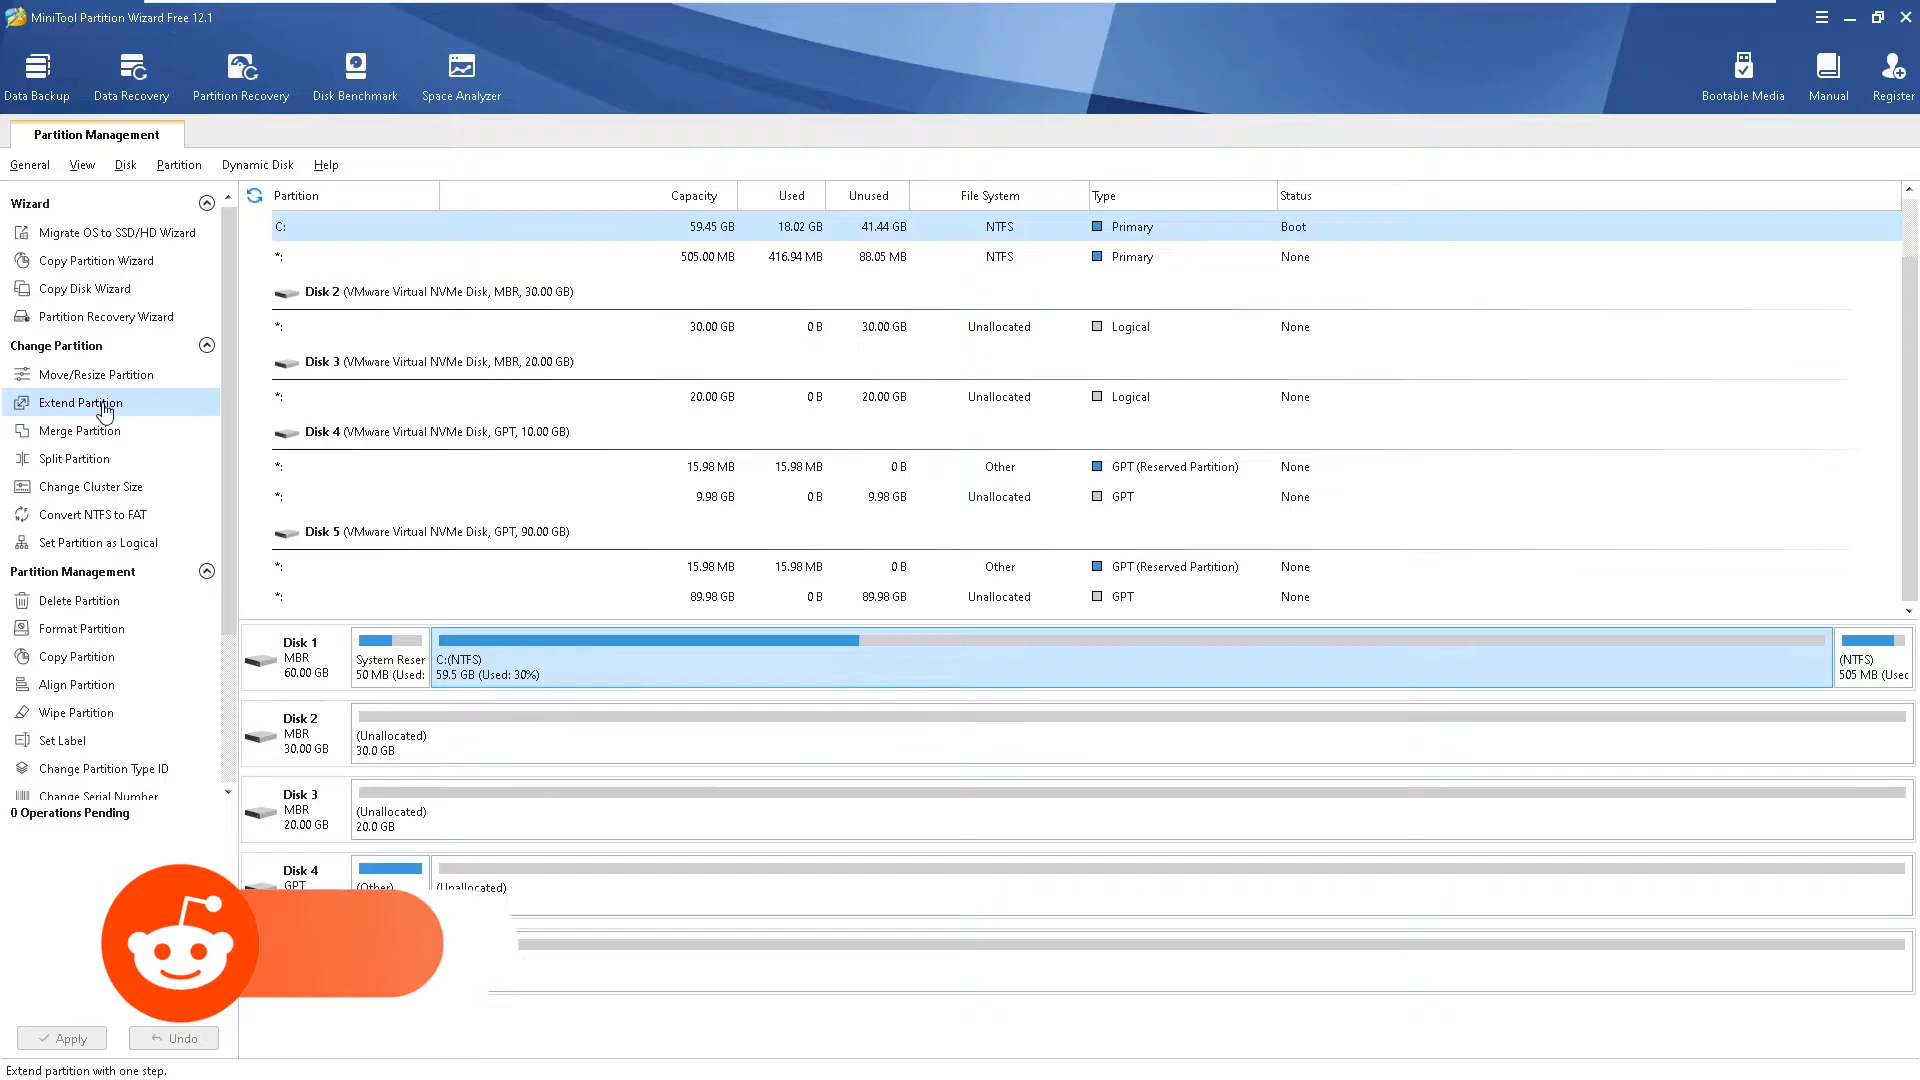 MiniTool Partition Wizard Free 12.1
Data Backup
Data Recovery
Partition Recovery
Disk Benchmark
Space Analyzer
Bootable Media
Manual
Register
Partition Management
General View Disk Partition Dynamic Disk Help
Wizard
Migrate OS to SSD/HD Wizard
Copy Partition Wizard
Copy Disk Wizard
Partition Recovery Wizard
Change Partition
Move/Resize Partition
Extend Partition
Merge Partition
Split Partition
Change Cluster Size
Convert NTFS to FAT
Set Partition as Logical
Partition Management
Delete Partition
Format Partition
Copy Partition
Align Partition
Wipe Partition
Set Label
Change Partition Type ID
Change Serial Number
0 Operations Pending
Apply
Undo
Extend partition with one step.
Partition Capacity Used Unused File System Type Status
C: 59.45 GB 18.02 GB 41.44 GB NTFS Primary Boot
*: 505.00 MB 416.94 MB 88.05 MB NTFS Primary None
Disk 2 (VMware Virtual NVMe Disk, MBR, 30.00 GB)
*: 30.00 GB 0 B 30.00 GB Unallocated Logical None
Disk 3 (VMware Virtual NVMe Disk, MBR, 20.00 GB)
*: 20.00 GB 0 B 20.00 GB Unallocated Logical None
Disk 4 (VMware Virtual NVMe Disk, GPT, 10.00 GB)
*: 15.98 MB 15.98 MB 0 B Other GPT (Reserved Partition) None
*: 9.98 GB 0 B 9.98 GB Unallocated GPT None
Disk 5 (VMware Virtual NVMe Disk, GPT, 90.00 GB)
*: 15.98 MB 15.98 MB 0 B Other GPT (Reserved Partition) None
*: 89.98 GB 0 B 89.98 GB Unallocated GPT None
Disk 1
MBR
60.00 GB
System Reser
50 MB (Used:
C:(NTFS)
59.5 GB (Used: 30%)
(NTFS)
505 MB (Usec
Disk 2
MBR
30.00 GB
(Unallocated)
30.0 GB
Disk 3
MBR
20.00 GB
(Unallocated)
20.0 GB
Disk 4
GPT
(Other)
(Unallocated)